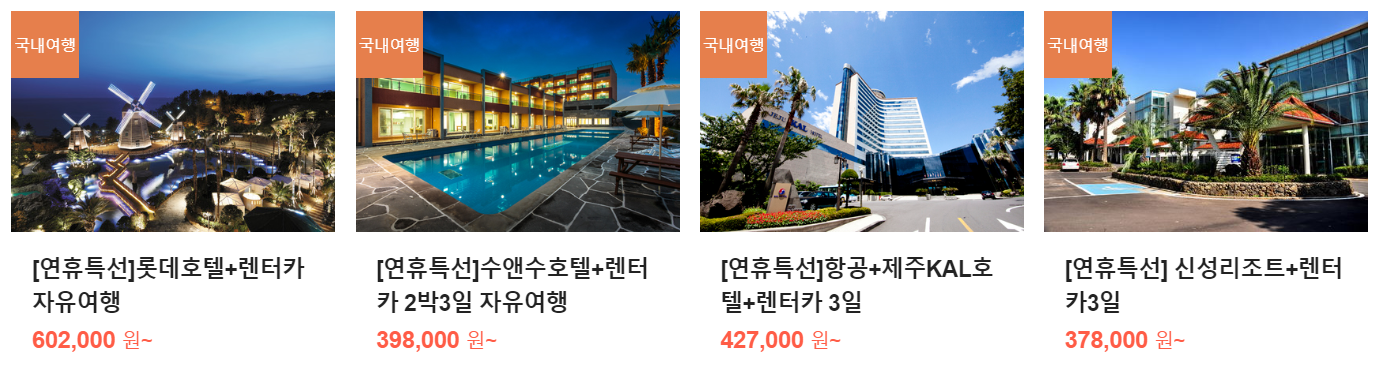 국내여행
[연휴특선]롯데호텔+렌터카
자유여행
602,000 원~
국내여행
[연휴특선]수앤수호텔+렌터
카 2박3일 자유여행
398,000 원~
국내여행
KAL
[연휴특선]항공+제주KAL호
텔+렌터카 3일
427,000 원~
국내여행
[연휴특선] 신성리조트+렌터
카3일
378,000 원~